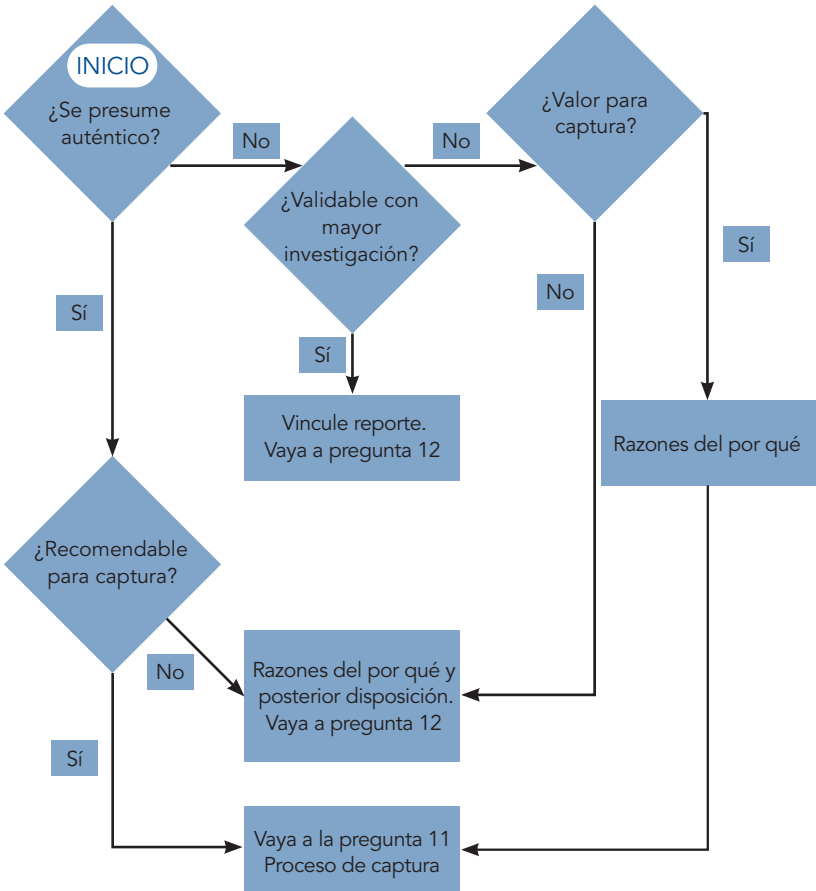 INICIO
¿Se presume
auténtico?
No
¿Validable con
mayor
investigación?
No
¿Valor para
captura?
Sí
No
Sí
Sí
Vincule reporte.
Vaya a pregunta 12
Razones del por qué
¿Recomendable
para captura?
No
Razones del por qué y
posterior disposición.
Vaya a pregunta 12
Sí
Vaya a la pregunta 11
Proceso de captura